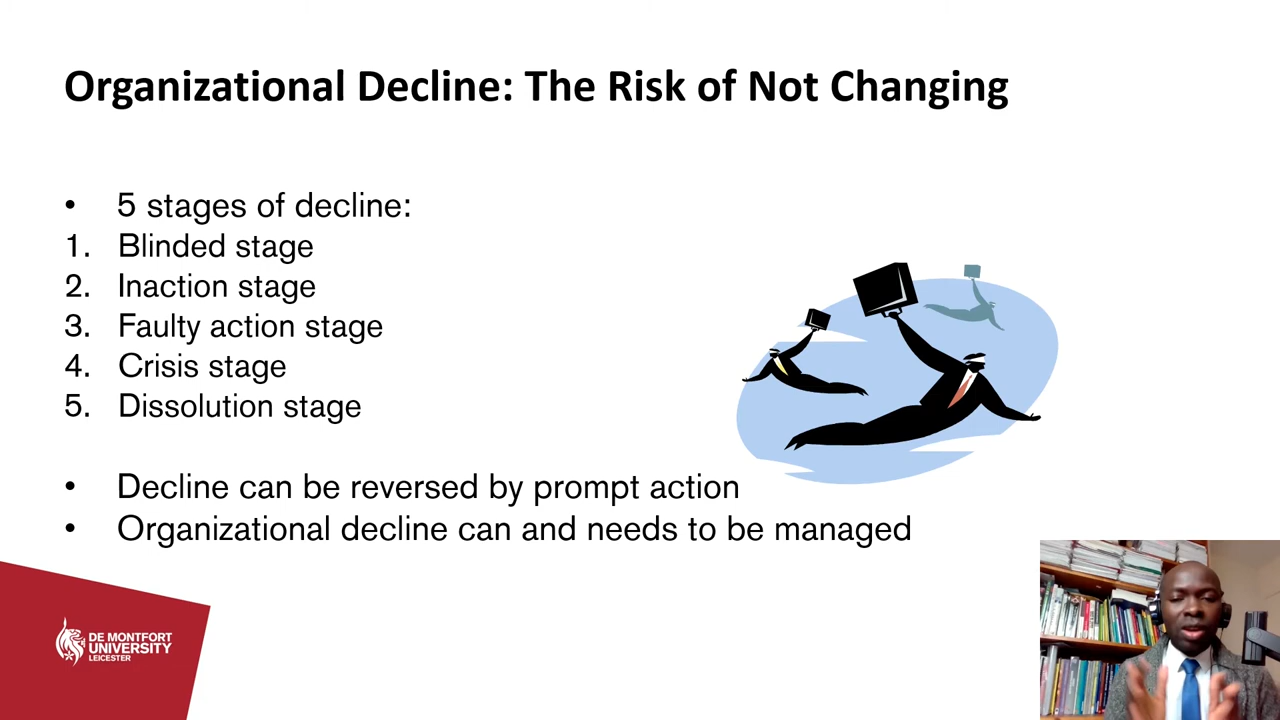 Organizational Decline: The Risk of Not Changing
• 5 stages of decline:
1. Blinded stage
2. Inaction stage
3. Faulty action stage
4. Crisis stage
5. Dissolution stage
• Decline can be reversed by prompt action
• Organizational decline can and needs to be managed
DE MONTFORT
UNIVERSITY
LEICESTER